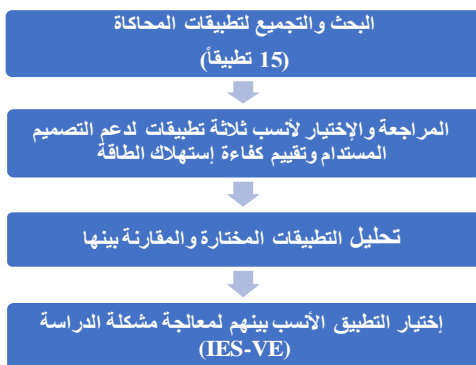 البحث والتجميع لتطبيقات المحاكاة
(15 تطبيقاً)
المراجعة والإختيار لأنسب ثلاثة تطبيقات لدعم التصميم
المستدام وتقييم كفاءة إستهلاك الطاقة
تحليل التطبيقات المختارة والمقارنة بينها
إختيار التطبيق الأنسب بينهم لمعالجة مشكلة الدراسة
(IES-VE)